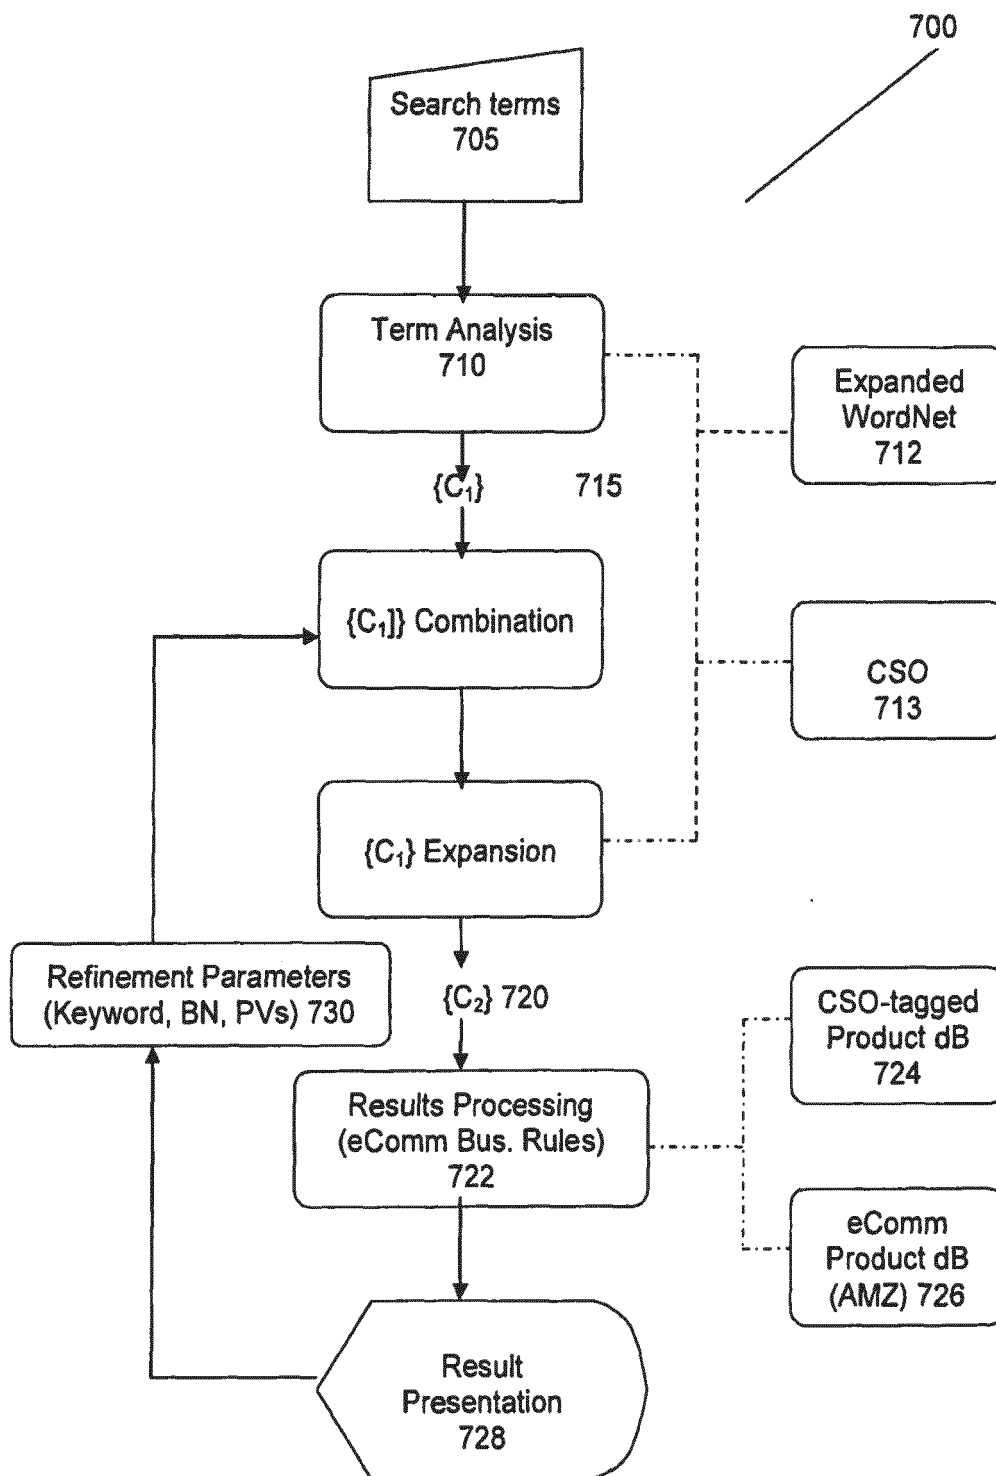 700
Search terms
705
Term Analysis
710
Expanded
WordNet
712
{C₁}
715
{C₁]} Combination
CSO
713
{C₁} Expansion
Refinement Parameters
(Keyword, BN, PVs) 730
{C₂} 720
CSO-tagged
Product dB
724
Results Processing
(eComm Bus. Rules)
722
eComm
Product dB
(AMZ) 726
Result
Presentation
728